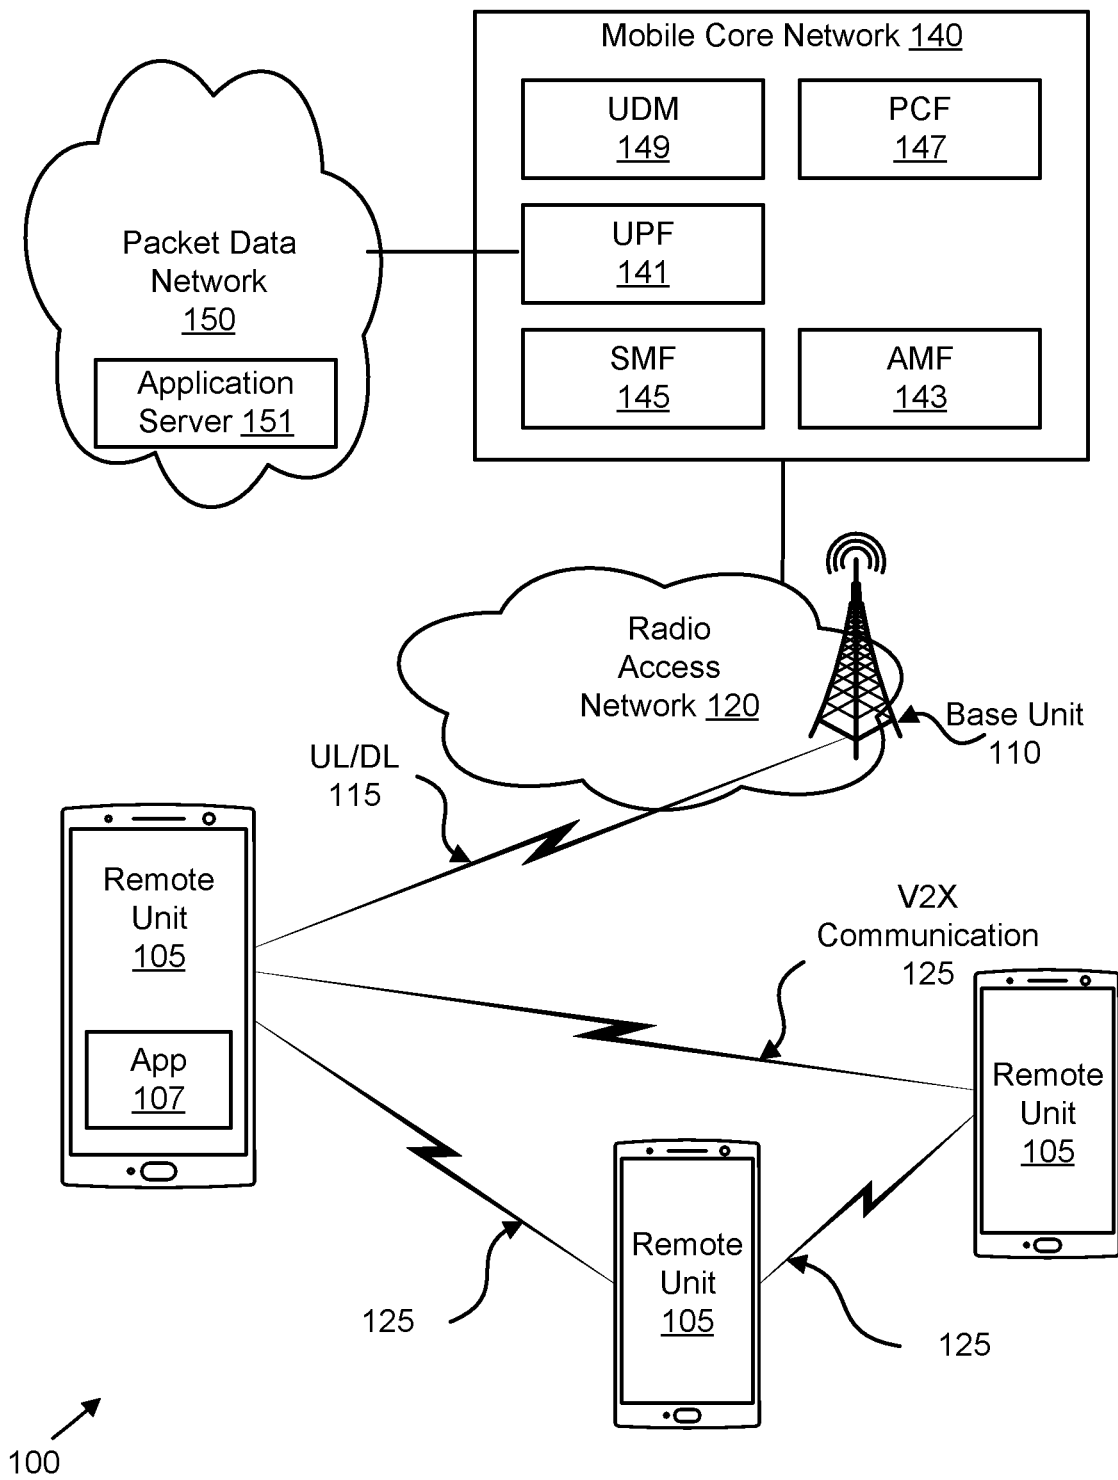 Mobile Core Network 140
UDM
149
PCF
147
UPF
141
SMF
145
AMF
143
Packet Data
Network
150
Application
Server 151
Radio
Access
Network 120
Base Unit
110
UL/DL
115
Remote
Unit
105
App
107
V2X
Communication
125
Remote
Unit
105
Remote
Unit
105
125
125
100